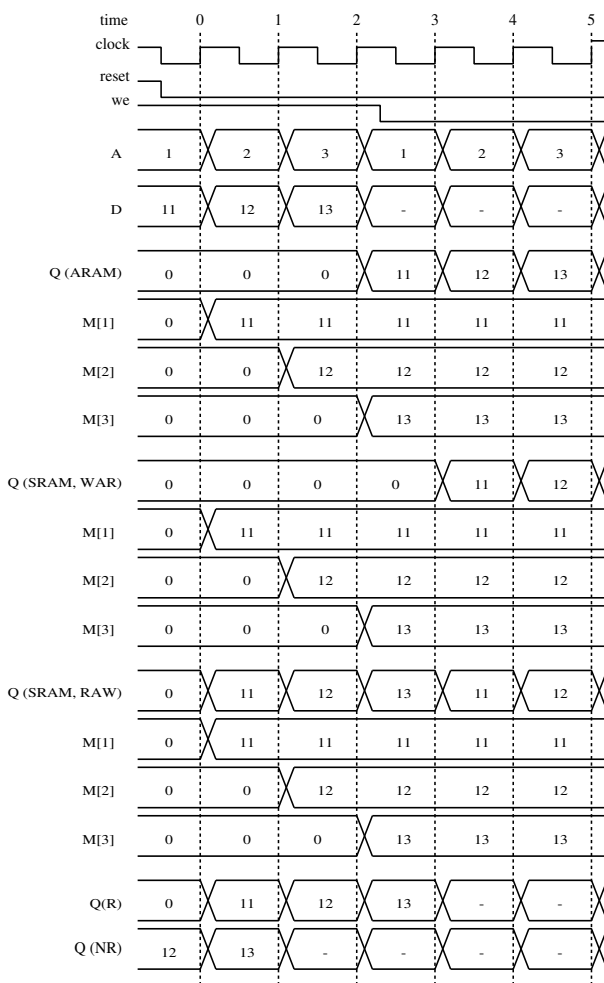 time 0 1 2 3 4 5
clock
reset
we
A 1 2 3 1 2 3
D 11 12 13 - - -
Q (ARAM) 0 0 0 11 12 13
M[1] 0 11 11 11 11 11
M[2] 0 0 12 12 12 12
M[3] 0 0 0 13 13 13
Q (SRAM, WAR) 0 0 0 0 11 12
M[1] 0 11 11 11 11 11
M[2] 0 0 12 12 12 12
M[3] 0 0 0 13 13 13
Q (SRAM, RAW) 0 11 12 13 11 12
M[1] 0 11 11 11 11 11
M[2] 0 0 12 12 12 12
M[3] 0 0 0 13 13 13
Q(R) 0 11 12 13 - -
Q (NR) 12 13 - - - -